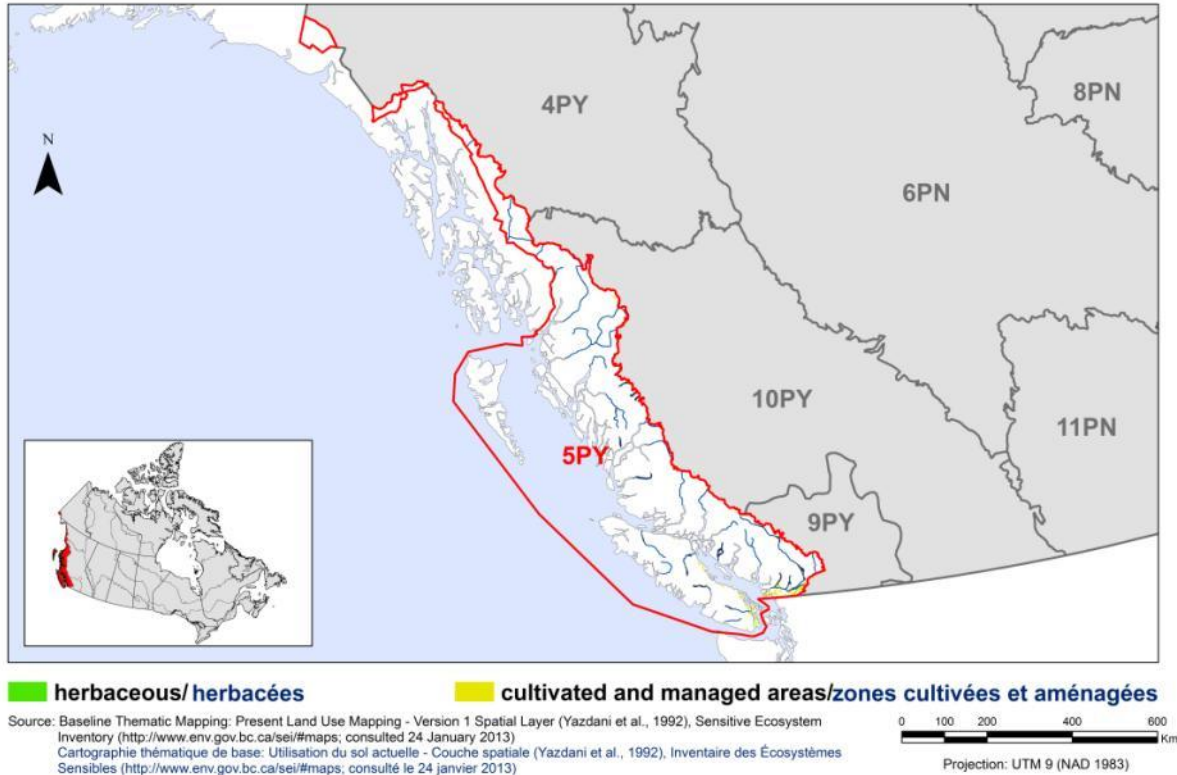 N
4PY
8PN
6PN
10PY
11PN
5PY
9PY
herbaceous/ herbacées
cultivated and managed areas/zones cultivées et aménagées
Source: Baseline Thematic Mapping: Present Land Use Mapping - Version 1 Spatial Layer (Yazdani et al., 1992), Sensitive Ecosystem
Inventory (http://www.env.gov.bc.ca/sei/#maps; consulted 24 January 2013)
Cartographie thématique de base: Utilisation du sol actuelle - Couche spatiale (Yazdani et al., 1992), Inventaire des Écosystèmes
Sensibles (http://www.env.gov.bc.ca/sei/#maps; consulté le 24 janvier 2013)
0 100 200 400 600
Km
Projection: UTM 9 (NAD 1983)